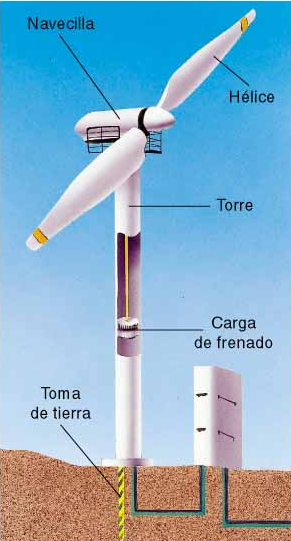 Navecilla
Hélice
Torre
Carga
de frenado
Toma
de tierra